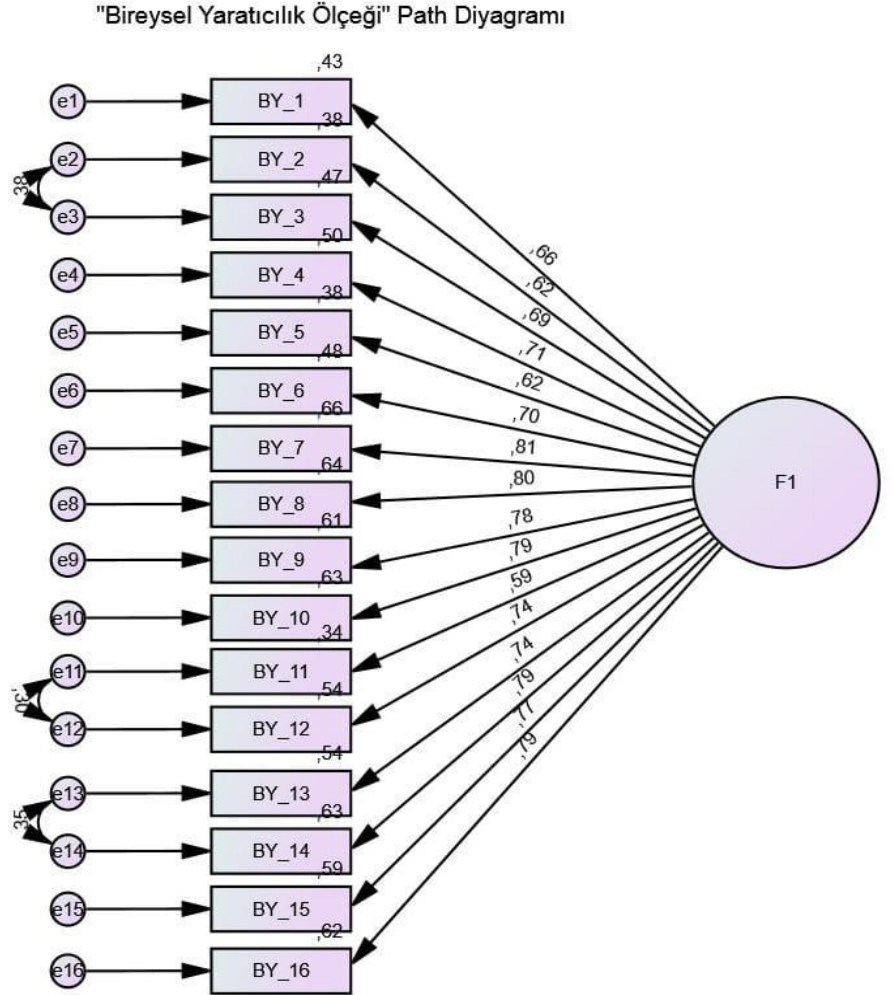 "Bireysel Yaratıcılık Ölçeği" Path Diyagramı
,43
e1 BY_1
,38
e2 BY_2
,38
,47
e3 BY_3
,50
e4 BY_4
,38
e5 BY_5
,48
e6 BY_6
,66
e7 BY_7
,64
e8 BY_8
,61
e9 BY_9
,63
e10 BY_10
,34
e11 BY_11
,30
,54
e12 BY_12
,54
e13 BY_13
,35
,63
e14 BY_14
,59
e15 BY_15
,62
e16 BY_16
,66
,62
,69
,71
,62
,70
,81
,80
,78
,79
,59
,74
,74
,79
,77
,79
F1